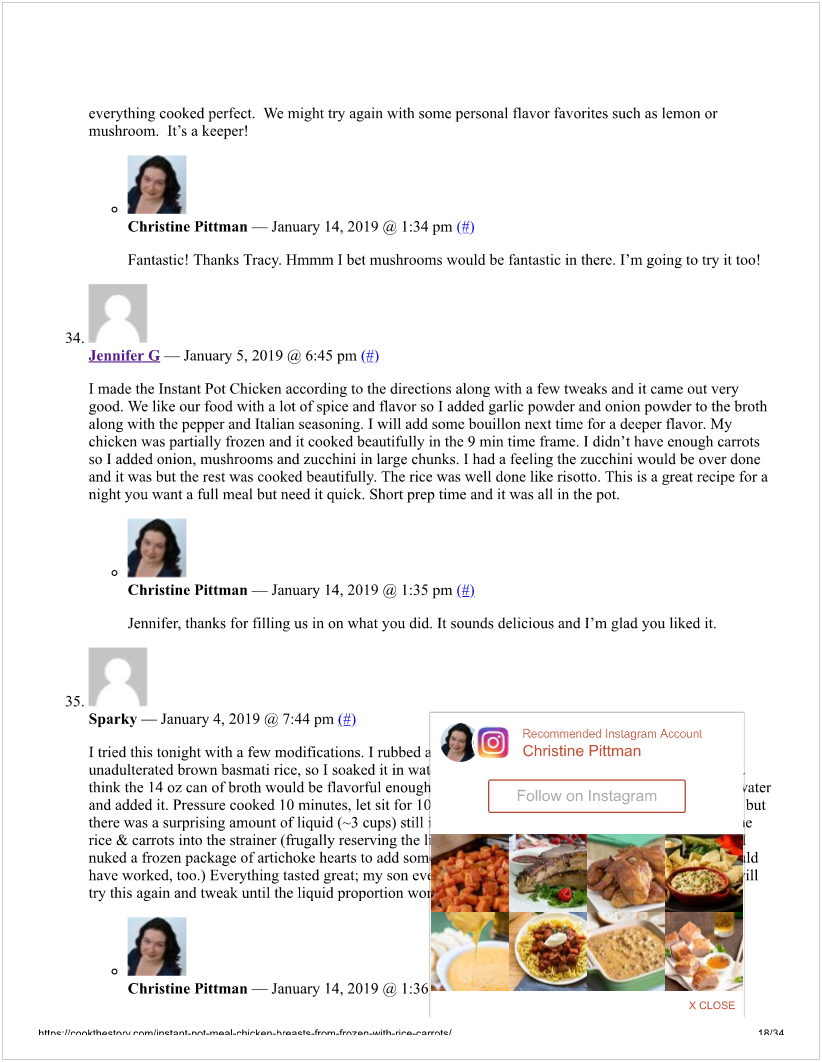 everything cooked perfect.  We might try again with some personal flavor favorites such as lemon or
mushroom.  It’s a keeper!
Christine Pittman — January 14, 2019 @ 1:34 pm (#)
Fantastic! Thanks Tracy. Hmmm I bet mushrooms would be fantastic in there. I’m going to try it too!
34.
Jennifer G — January 5, 2019 @ 6:45 pm (#)
I made the Instant Pot Chicken according to the directions along with a few tweaks and it came out very
good. We like our food with a lot of spice and flavor so I added garlic powder and onion powder to the broth
along with the pepper and Italian seasoning. I will add some bouillon next time for a deeper flavor. My
chicken was partially frozen and it cooked beautifully in the 9 min time frame. I didn’t have enough carrots
so I added onion, mushrooms and zucchini in large chunks. I had a feeling the zucchini would be over done
and it was but the rest was cooked beautifully. The rice was well done like risotto. This is a great recipe for a
night you want a full meal but need it quick. Short prep time and it was all in the pot.
Christine Pittman — January 14, 2019 @ 1:35 pm (#)
Jennifer, thanks for filling us in on what you did. It sounds delicious and I’m glad you liked it.
35.
Sparky — January 4, 2019 @ 7:44 pm (#)
I tried this tonight with a few modifications. I rubbed a
unadulterated brown basmati rice, so I soaked it in wat
think the 14 oz can of broth would be flavorful enough
and added it. Pressure cooked 10 minutes, let sit for 10 but
there was a surprising amount of liquid (~3 cups) still
rice & carrots into the strainer (frugally reserving the
nuked a frozen package of artichoke hearts to add som
have worked, too.) Everything tasted great; my son eve
try this again and tweak until the liquid proportion wor
Recommended Instagram Account
Christine Pittman
Follow on Instagram
X CLOSE
Christine Pittman — January 14, 2019 @ 1:36
https://cookthestory.com/instant-pot-meal-chicken-breasts-from-frozen-with-rice-carrots/ 18/34